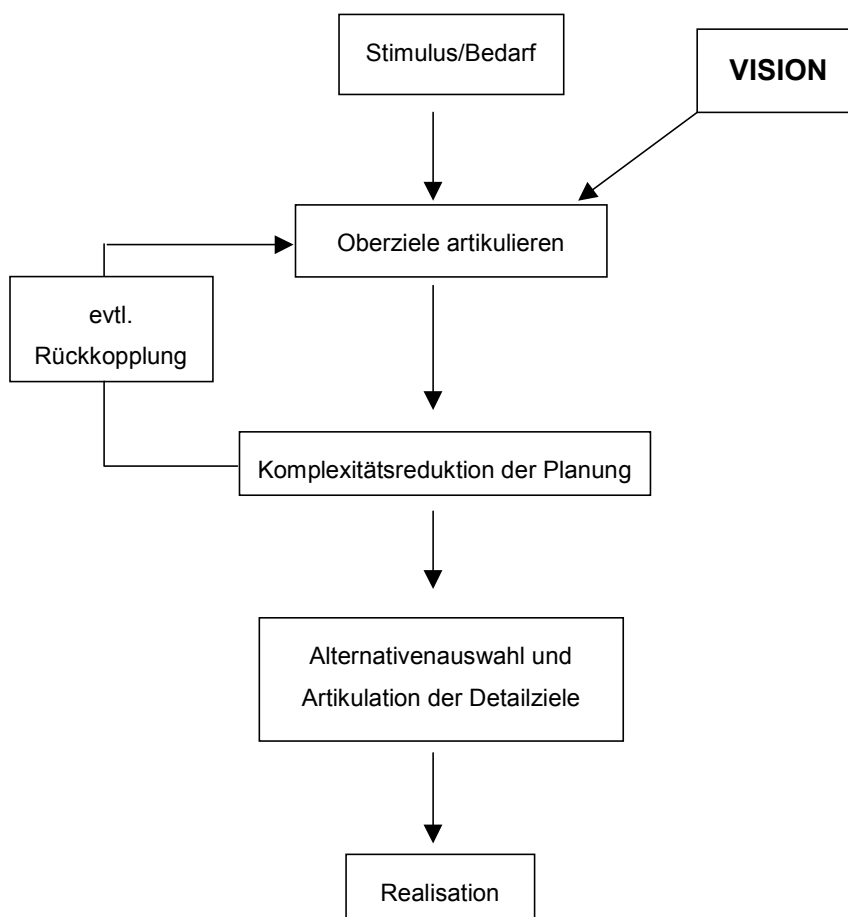 Stimulus/Bedarf
VISION
Oberziele artikulieren
evtl.
Rückkopplung
Komplexitätsreduktion der Planung
Alternativenauswahl und
Artikulation der Detailziele
Realisation